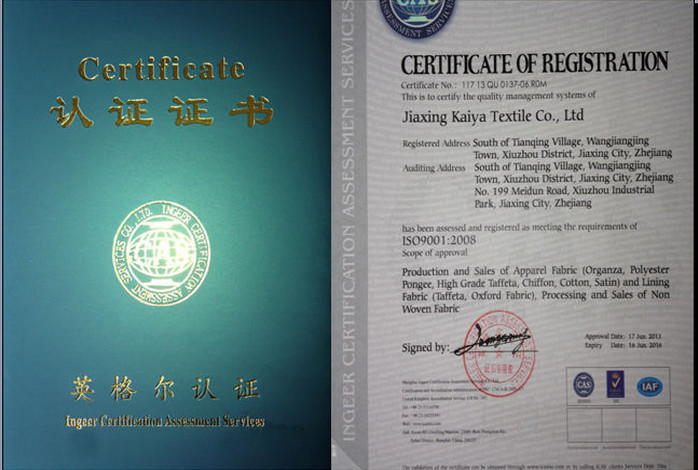 Certificate
认证证书
INGEER CERTIFICATION
ASSESSMENT SERVICES CO., LTD.
英格尔认证
Ingeer Certification Assessment Services
INGEER CERTIFICATION ASSESSMENT SERVICES
ASSESSMENT SERVICES
CERTIFICATE OF REGISTRATION
Certificate No.: 117 13 QU 0137-06 R0M
This is to certify the quality management systems of
Jiaxing Kaiya Textile Co., Ltd
Registered Address South of Tianqing Village, Wangjiangjing
Town, Xiuzhou District, Jiaxing City, Zhejiang
Auditing Address South of Tianqing Village, Wangjiangjing
Town, Xiuzhou District, Jiaxing City, Zhejiang
No. 199 Meidun Road, Xiuzhou Industrial
Park, Jiaxing City, Zhejiang
has been assessed and registered as meeting the requirements of
ISO9001:2008
Scope of approval
Production and Sales of Apparel Fabric (Organza, Polyester
Pongee, High Grade Taffeta, Chiffon, Cotton, Satin) and Lining
Fabric (Taffeta, Oxford Fabric), Processing and Sales of Non
Woven Fabric
Signed by:
Approval Date: 17 Jun. 2013
Expiry Date: 16 Jun. 2016
ICAS
IAF